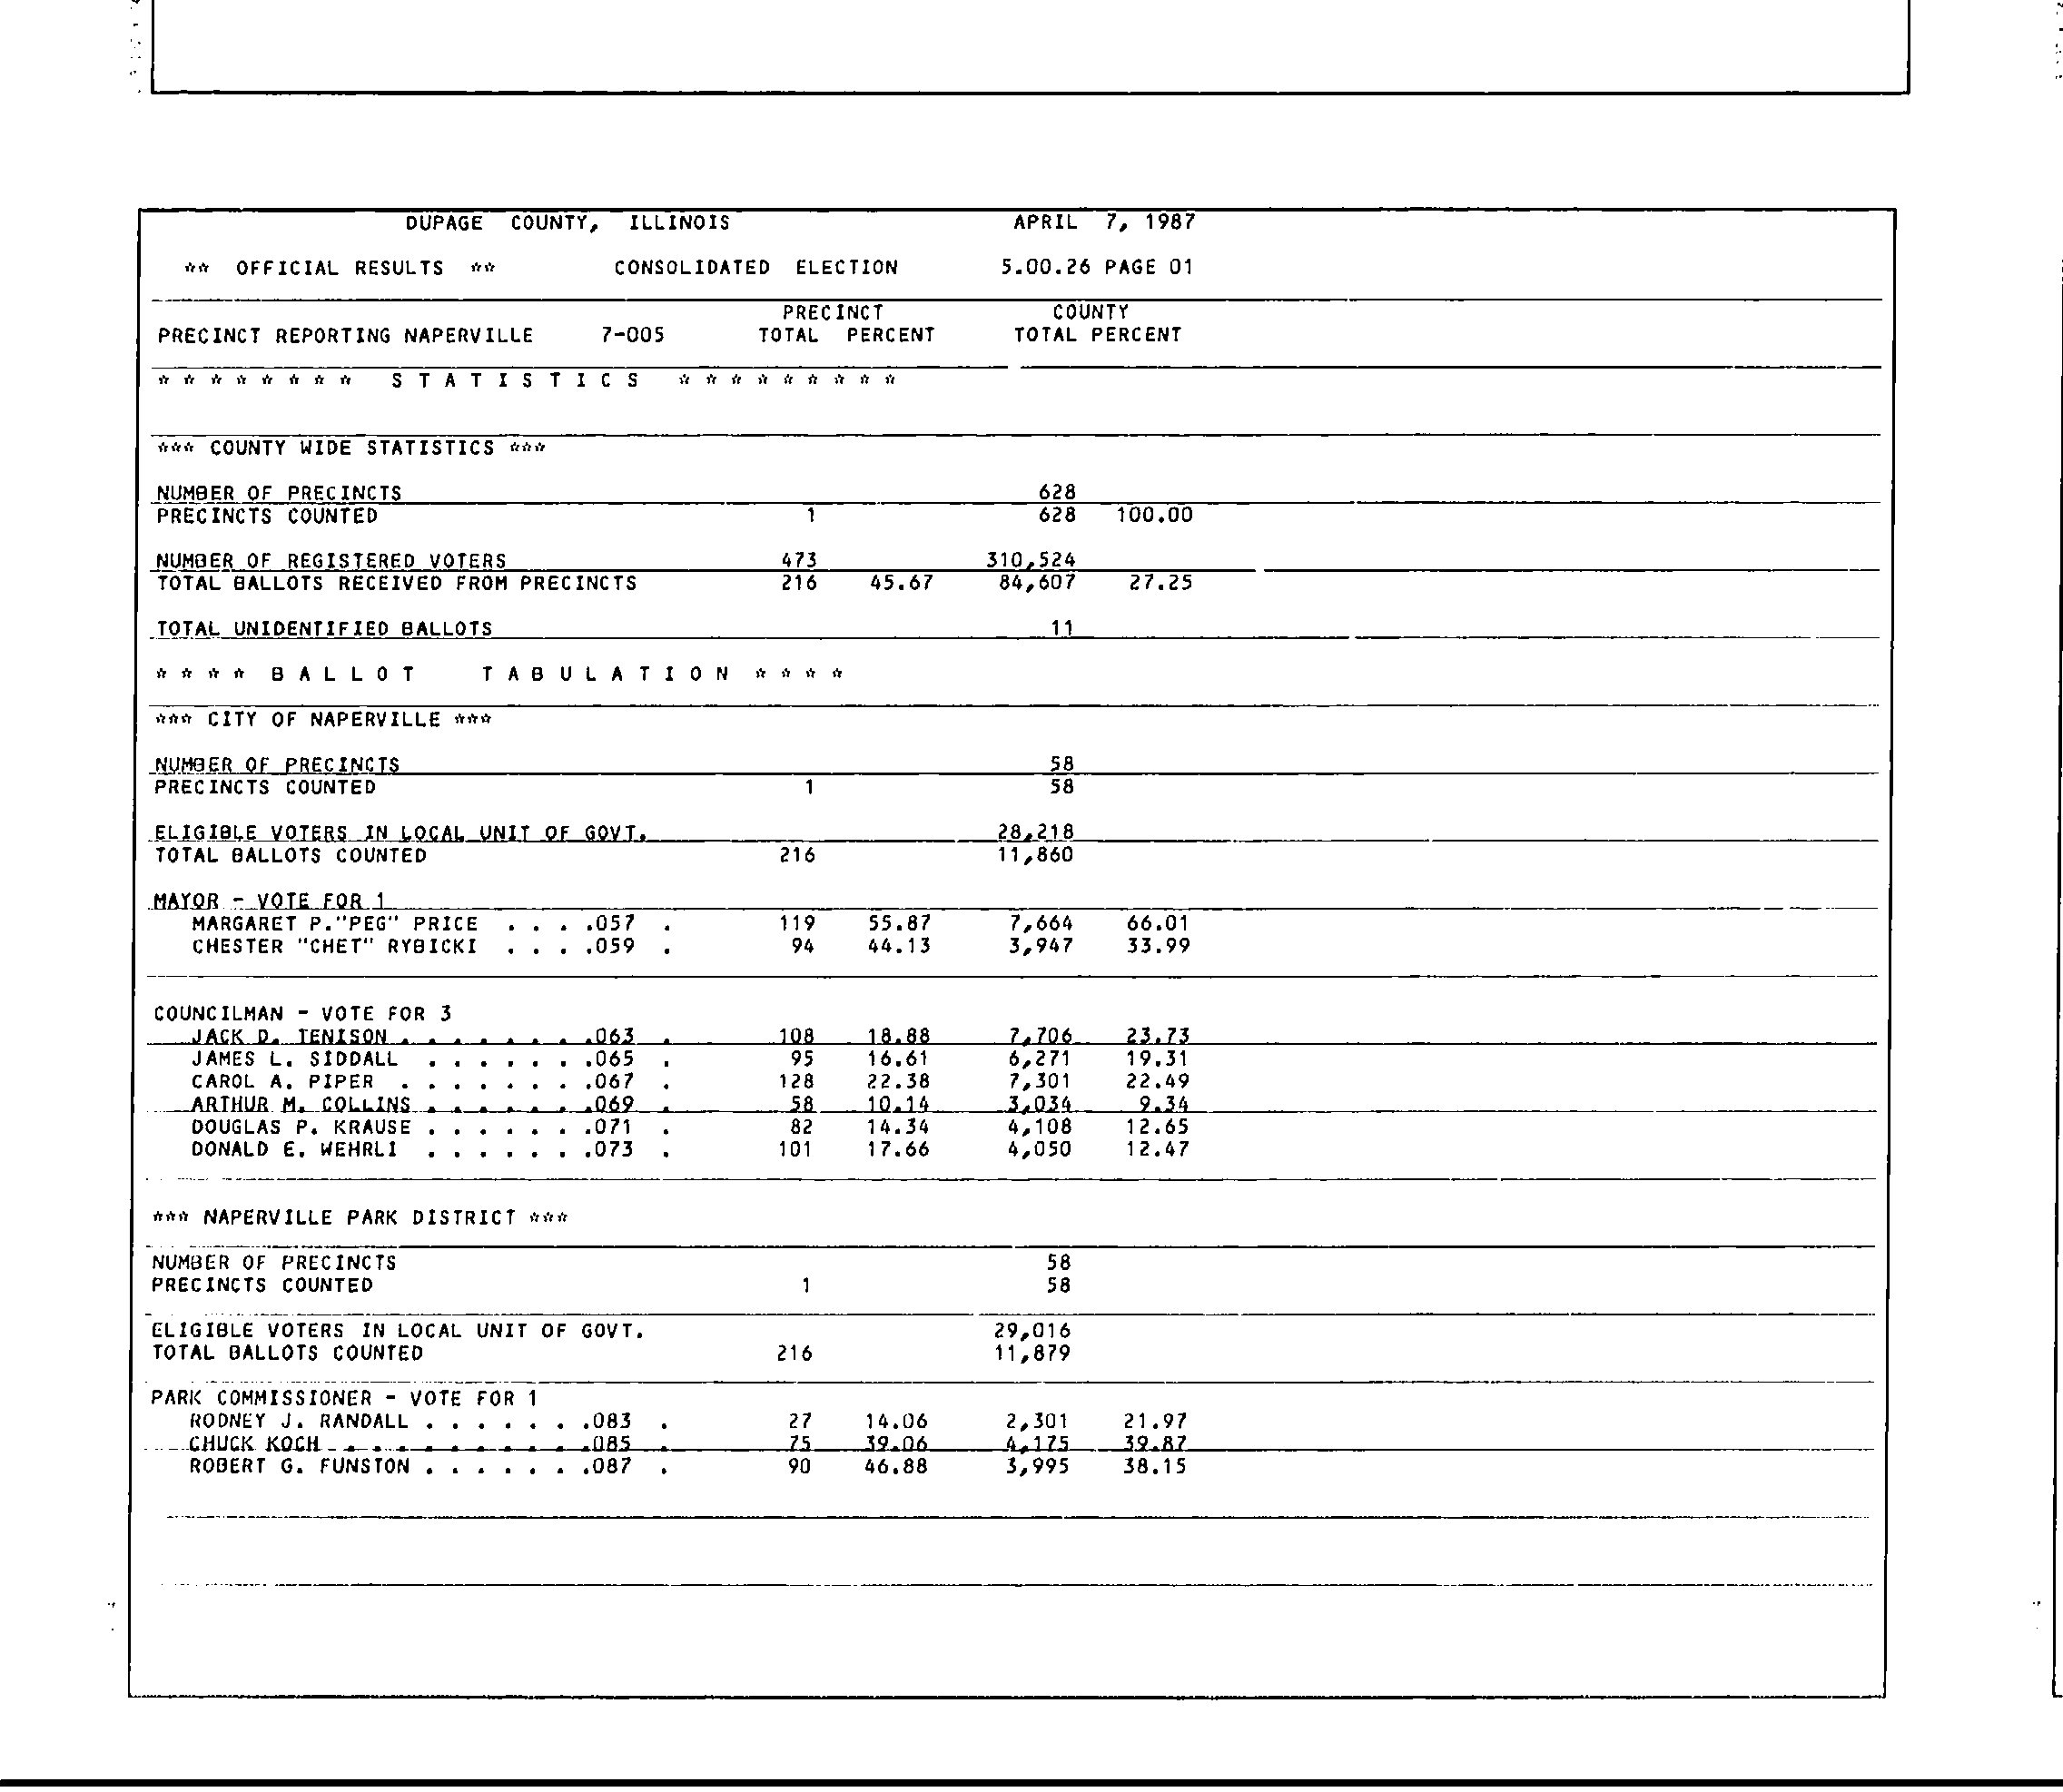 DUPAGE COUNTY, ILLINOIS APRIL 7, 1987
** OFFICIAL RESULTS ** CONSOLIDATED ELECTION 5.00.26 PAGE 01
PRECINCT COUNTY
PRECINCT REPORTING NAPERVILLE 7-005 TOTAL PERCENT TOTAL PERCENT
* * * * * * * * S T A T I S T I C S * * * * * * * * *
*** COUNTY WIDE STATISTICS ***
NUMBER OF PRECINCTS 628
PRECINCTS COUNTED 1 628 100.00
NUMBER OF REGISTERED VOTERS 473 310,524
TOTAL BALLOTS RECEIVED FROM PRECINCTS 216 45.67 84,607 27.25
TOTAL UNIDENTIFIED BALLOTS 11
* * * * B A L L O T T A B U L A T I O N * * * *
*** CITY OF NAPERVILLE ***
NUMBER OF PRECINCTS 58
PRECINCTS COUNTED 1 58
ELIGIBLE VOTERS IN LOCAL UNIT OF GOVT. 28,218
TOTAL BALLOTS COUNTED 216 11,860
MAYOR - VOTE FOR 1
MARGARET P."PEG" PRICE . . . .057 . 119 55.87 7,664 66.01
CHESTER "CHET" RYBICKI . . . .059 . 94 44.13 3,947 33.99
COUNCILMAN - VOTE FOR 3
JACK D. TENISON . . . . . . . .063 . 108 18.88 7,706 23.73
JAMES L. SIDDALL . . . . . . .065 . 95 16.61 6,271 19.31
CAROL A. PIPER . . . . . . . .067 . 128 22.38 7,301 22.49
ARTHUR M. COLLINS . . . . . . .069 . 58 10.14 3,034 9.34
DOUGLAS P. KRAUSE . . . . . . .071 . 82 14.34 4,108 12.65
DONALD E. WEHRLI . . . . . . .073 . 101 17.66 4,050 12.47
*** NAPERVILLE PARK DISTRICT ***
NUMBER OF PRECINCTS 58
PRECINCTS COUNTED 1 58
ELIGIBLE VOTERS IN LOCAL UNIT OF GOVT. 29,016
TOTAL BALLOTS COUNTED 216 11,879
PARK COMMISSIONER - VOTE FOR 1
RODNEY J. RANDALL . . . . . . .083 . 27 14.06 2,301 21.97
CHUCK KOCH . . . . . . . . . .085 . 75 39.06 4,175 39.87
ROBERT G. FUNSTON . . . . . . .087 . 90 46.88 3,995 38.15